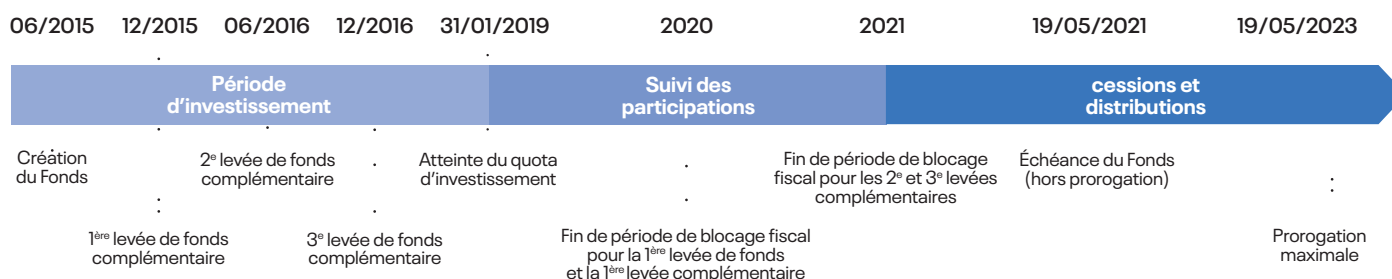 06/2015 12/2015 06/2016 12/2016 31/01/2019 2020 2021 19/05/2021 19/05/2023
Période
d’investissement
Suivi des
participations
cessions et
distributions
Création
du Fonds
2e levée de fonds
complémentaire
Atteinte du quota
d’investissement
Fin de période de blocage
fiscal pour les 2e et 3e levées
complémentaires
Échéance du Fonds
(hors prorogation)
1ère levée de fonds
complémentaire
3e levée de fonds
complémentaire
Fin de période de blocage fiscal
pour la 1ère levée de fonds
et la 1ère levée complémentaire
Prorogation
maximale